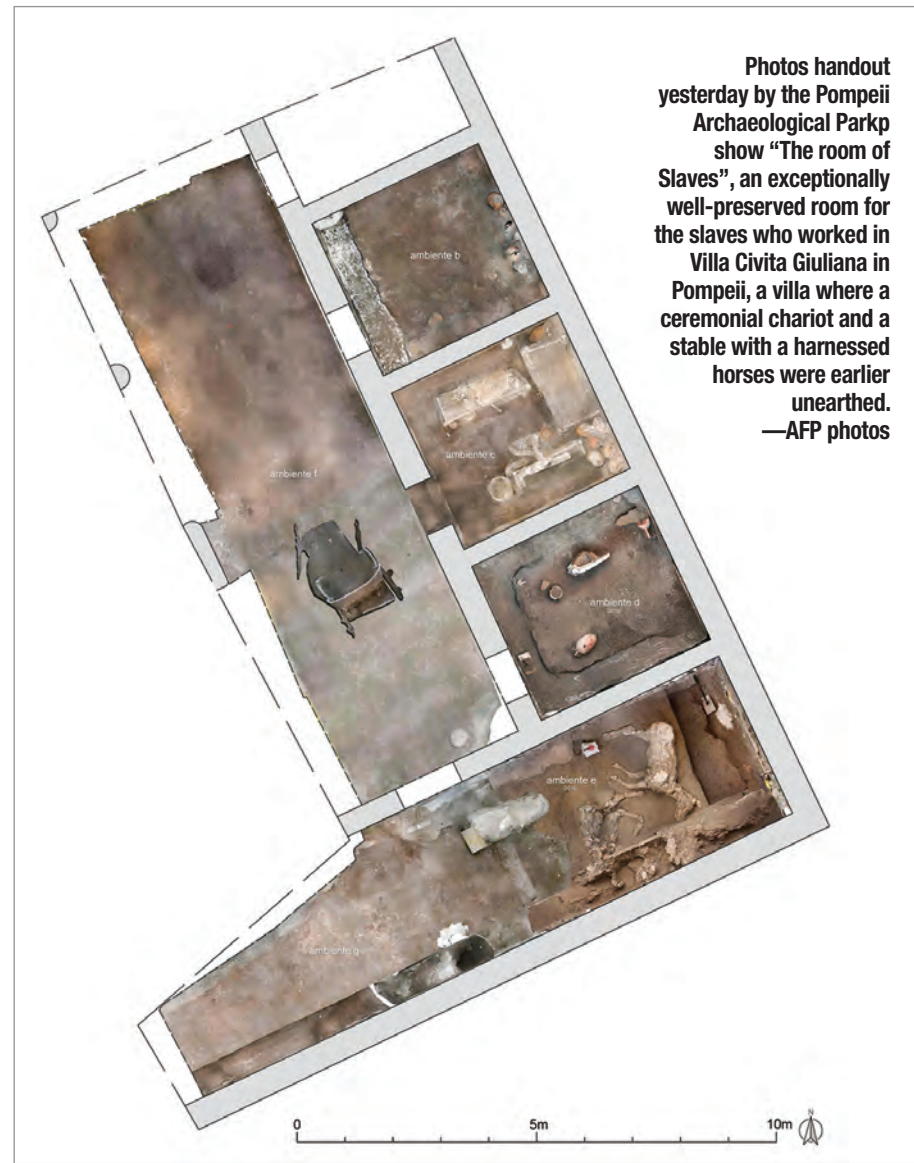 Photos handout
yesterday by the Pompeii
Archaeological Parkp
show “The room of
Slaves”, an exceptionally
well-preserved room for
the slaves who worked in
Villa Civita Giuliana in
Pompeii, a villa where a
ceremonial chariot and a
stable with a harnessed
horses were earlier
unearthed.
—AFP photos
ambiente b
ambiente c
ambiente f
ambiente d
ambiente e
ambiente g
0 5m 10m
N